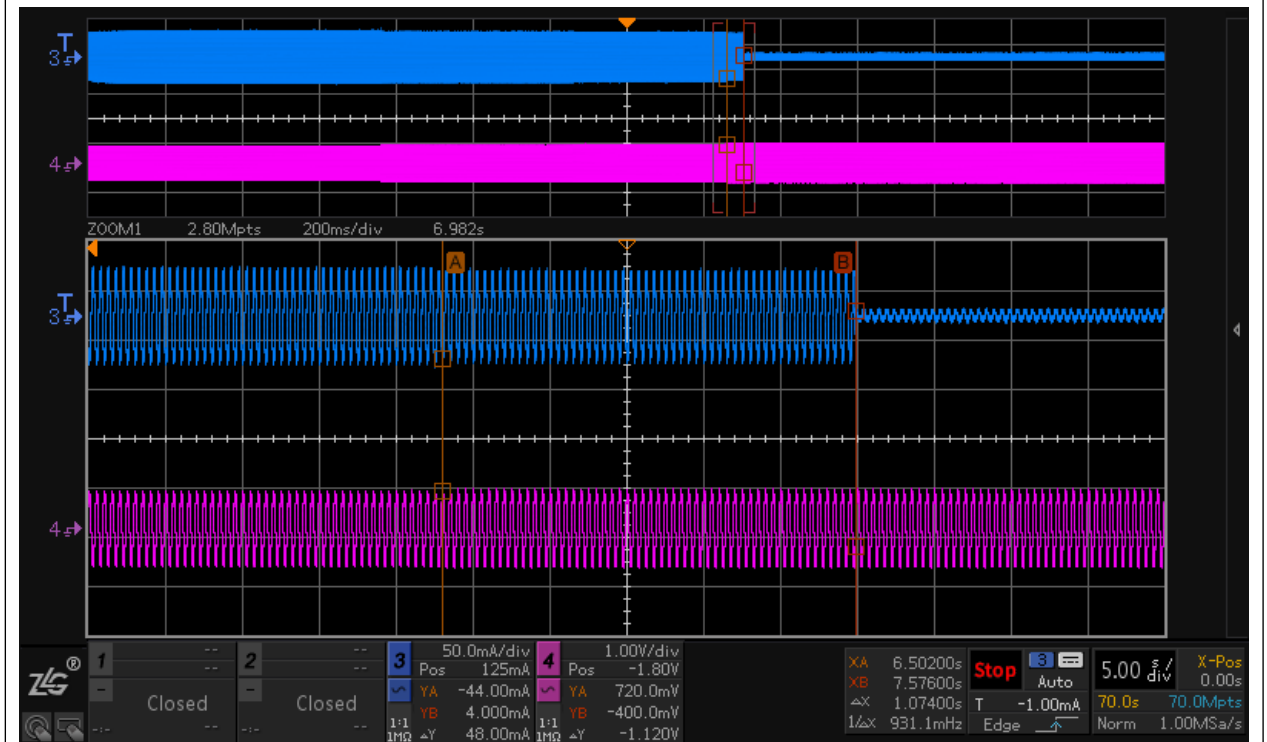 T
3
4
ZOOM1 2.80Mpts 200ms/div 6.982s
A B
T
3
4
ZLG®
1 -- --
- Closed
-:- --
2 -- --
- Closed
-:- --
3 50.0mA/div
Pos 125mA
YA -44.00mA
YB 4.000mA
1:1
1MΩ △Y 48.00mA
4 1.00V/div
Pos -1.80V
YA 720.0mV
YB -400.0mV
1:1
1MΩ △Y -1.120V
XA 6.50200s
XB 7.57600s
△X 1.07400s
1/△X 931.1mHz
Stop 3 Auto
T -1.00mA
Edge
5.00 s/div
X-Pos 0.00s
70.0s 70.0Mpts
Norm 1.00MSa/s